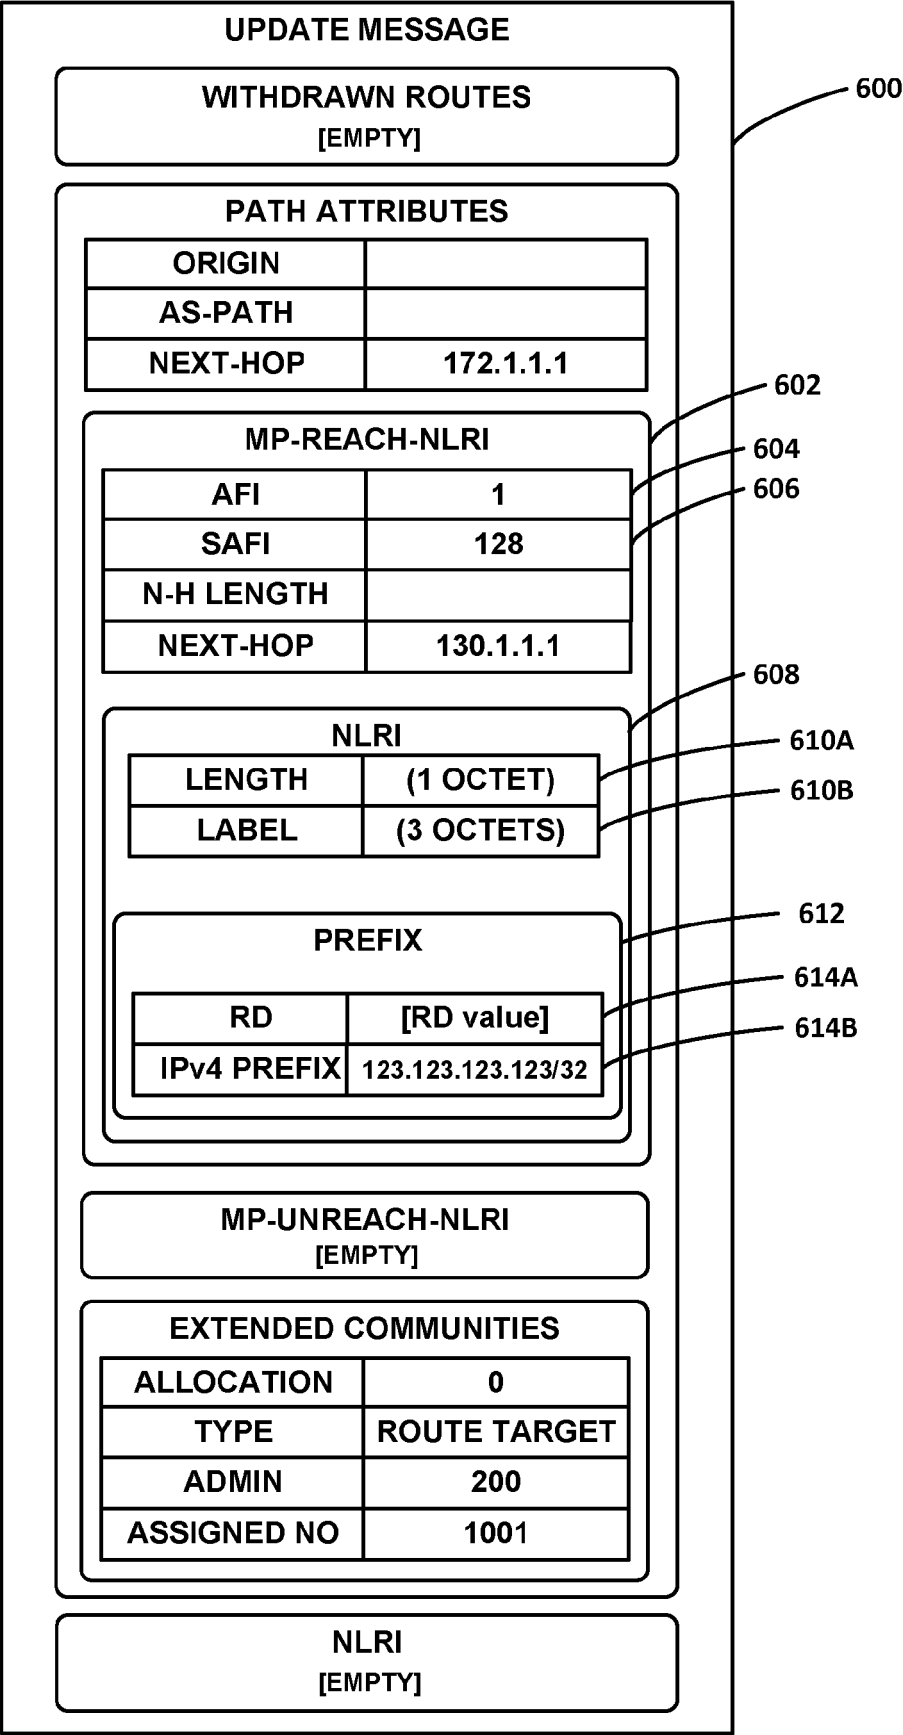 UPDATE MESSAGE
WITHDRAWN ROUTES
[EMPTY]
600
PATH ATTRIBUTES
ORIGIN
AS-PATH
NEXT-HOP 172.1.1.1
602
MP-REACH-NLRI
604
AFI 1
606
SAFI 128
N-H LENGTH
NEXT-HOP 130.1.1.1
608
NLRI
610A
LENGTH (1 OCTET)
610B
LABEL (3 OCTETS)
612
PREFIX
614A
RD [RD value]
614B
IPv4 PREFIX 123.123.123.123/32
MP-UNREACH-NLRI
[EMPTY]
EXTENDED COMMUNITIES
ALLOCATION 0
TYPE ROUTE TARGET
ADMIN 200
ASSIGNED NO 1001
NLRI
[EMPTY]